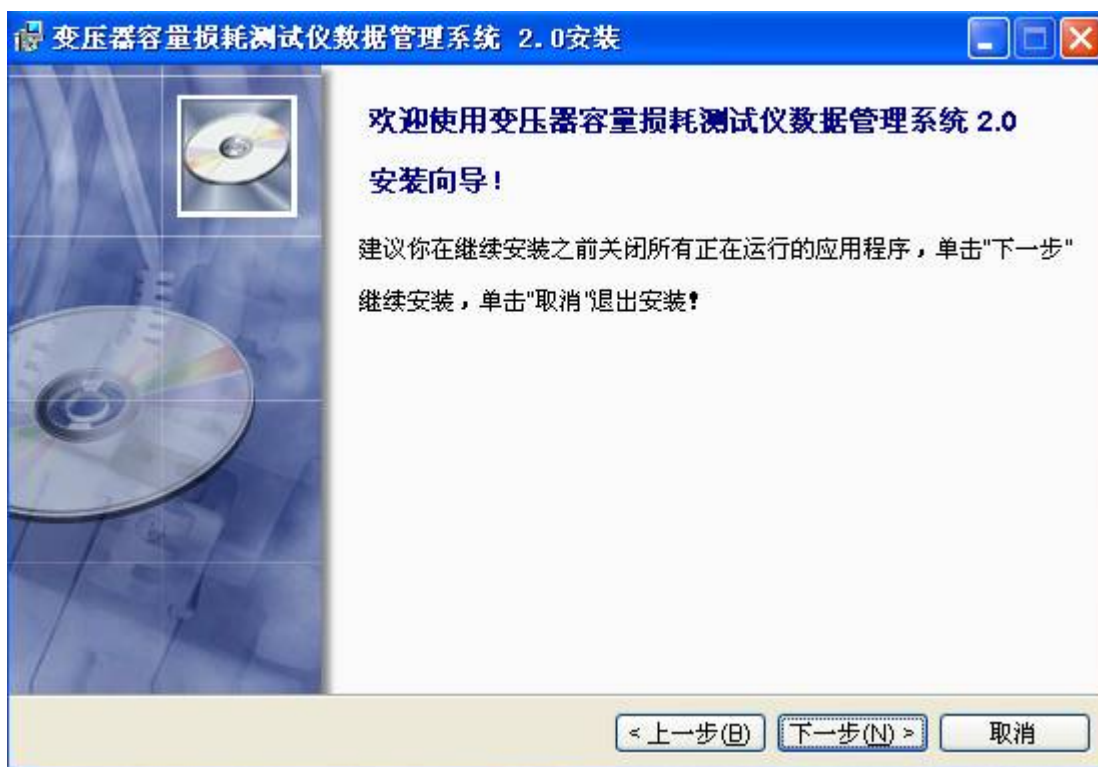 变压器容量损耗测试仪数据管理系统 2.0安装
欢迎使用变压器容量损耗测试仪数据管理系统 2.0
安装向导!
建议你在继续安装之前关闭所有正在运行的应用程序，单击"下一步"
继续安装，单击"取消"退出安装!
< 上一步(B) 下一步(N) > 取消